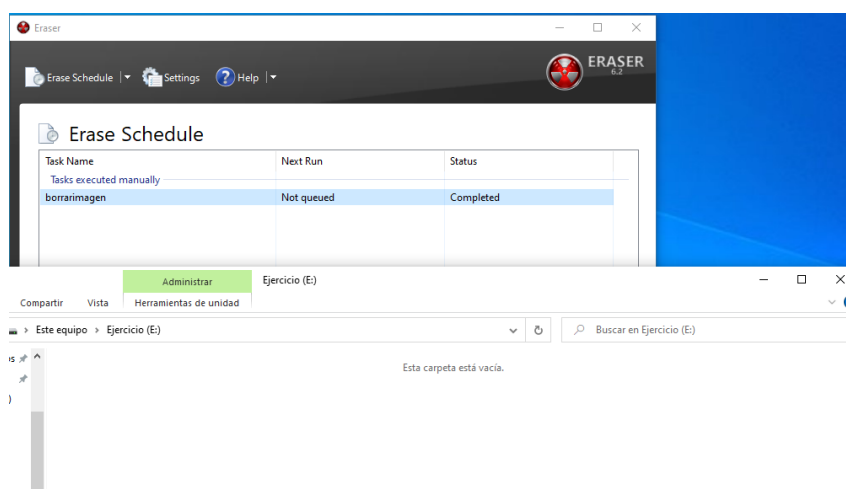 Eraser
Erase Schedule Settings Help
ERASER
6.2
Erase Schedule
Task Name Next Run Status
Tasks executed manually
borrarimagen Not queued Completed
Administrar Ejercicio (E:)
Compartir Vista Herramientas de unidad
Este equipo > Ejercicio (E:) Buscar en Ejercicio (E:)
os
Esta carpeta está vacía.
)